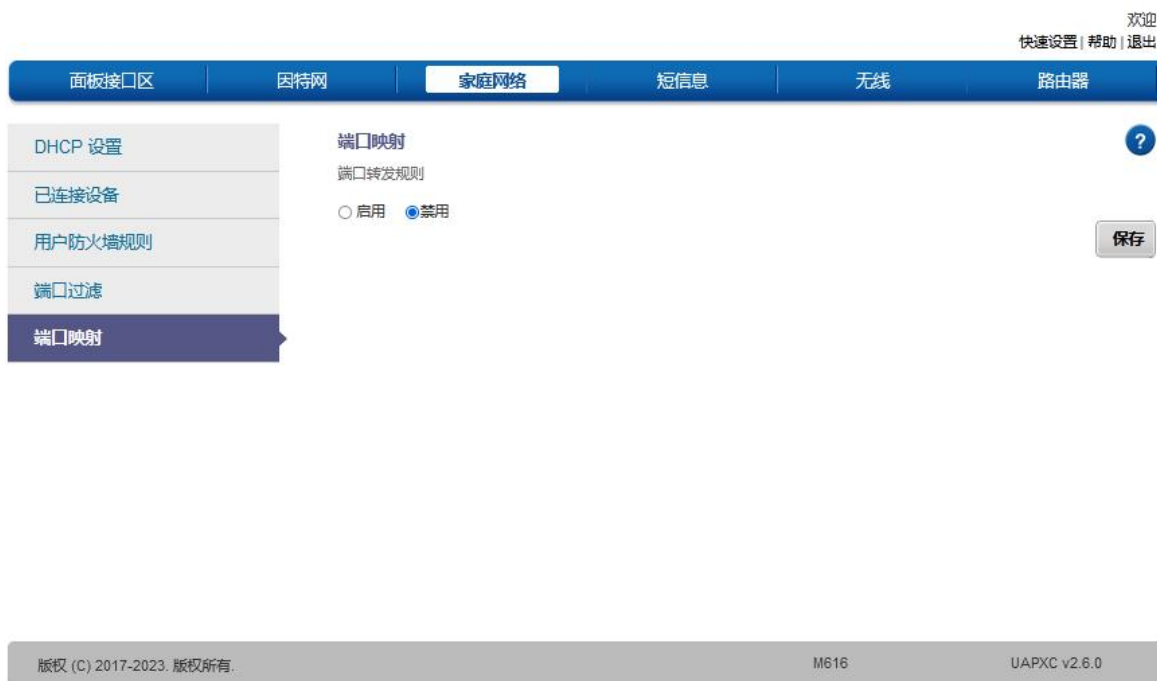 欢迎
快速设置 | 帮助 | 退出
面板接口区 因特网 家庭网络 短信息 无线 路由器
DHCP 设置
已连接设备
用户防火墙规则
端口过滤
端口映射
端口映射
?
端口转发规则
启用 禁用
保存
版权 (C) 2017-2023. 版权所有. M616 UAPXC v2.6.0